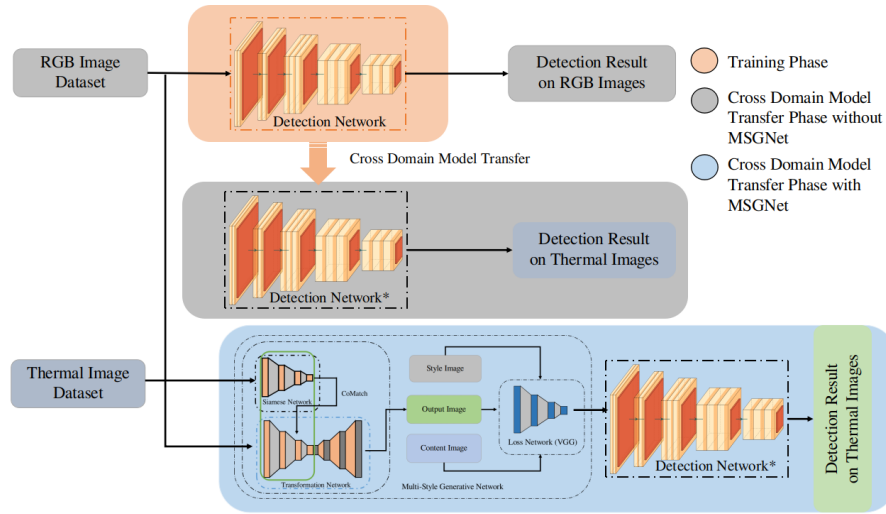 RGB Image
Dataset
Detection Network
Detection Result
on RGB Images
Training Phase
Cross Domain Model
Transfer Phase without
MSGNet
Cross Domain Model
Transfer Phase with
MSGNet
Cross Domain Model Transfer
Detection Network*
Detection Result
on Thermal Images
Thermal Image
Dataset
Siamese Network
CoMatch
Transformation Network
Style Image
Output Image
Content Image
Loss Network (VGG)
Multi-Style Generative Network
Detection Network*
Detection Result
on Thermal Images